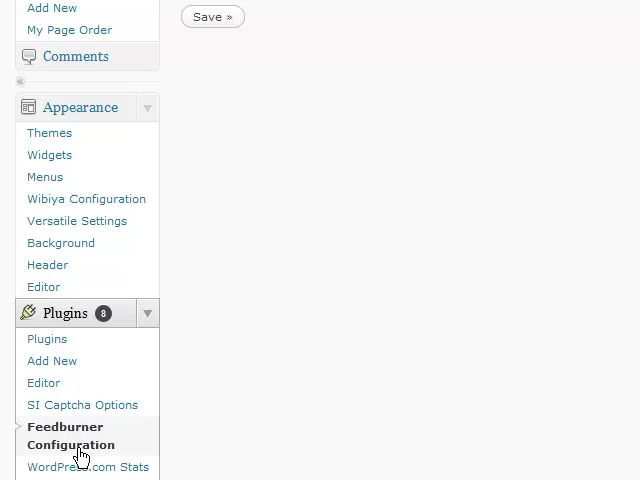 Add New
My Page Order
Comments
«
Appearance
Themes
Widgets
Menus
Wibiya Configuration
Versatile Settings
Background
Header
Editor
Plugins 8
Plugins
Add New
Editor
SI Captcha Options
Feedburner
Configuration
WordPress.com Stats
Save »